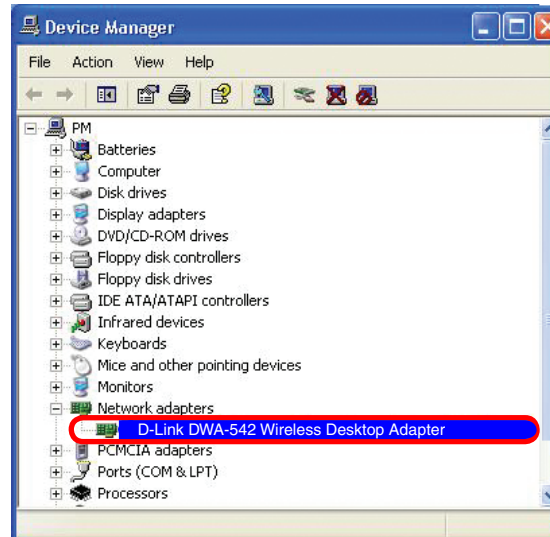 Device Manager
File Action View Help
PM
Batteries
Computer
Disk drives
Display adapters
DVD/CD-ROM drives
Floppy disk controllers
Floppy disk drives
IDE ATA/ATAPI controllers
Infrared devices
Keyboards
Mice and other pointing devices
Monitors
Network adapters
D-Link DWA-542 Wireless Desktop Adapter
PCMCIA adapters
Ports (COM & LPT)
Processors